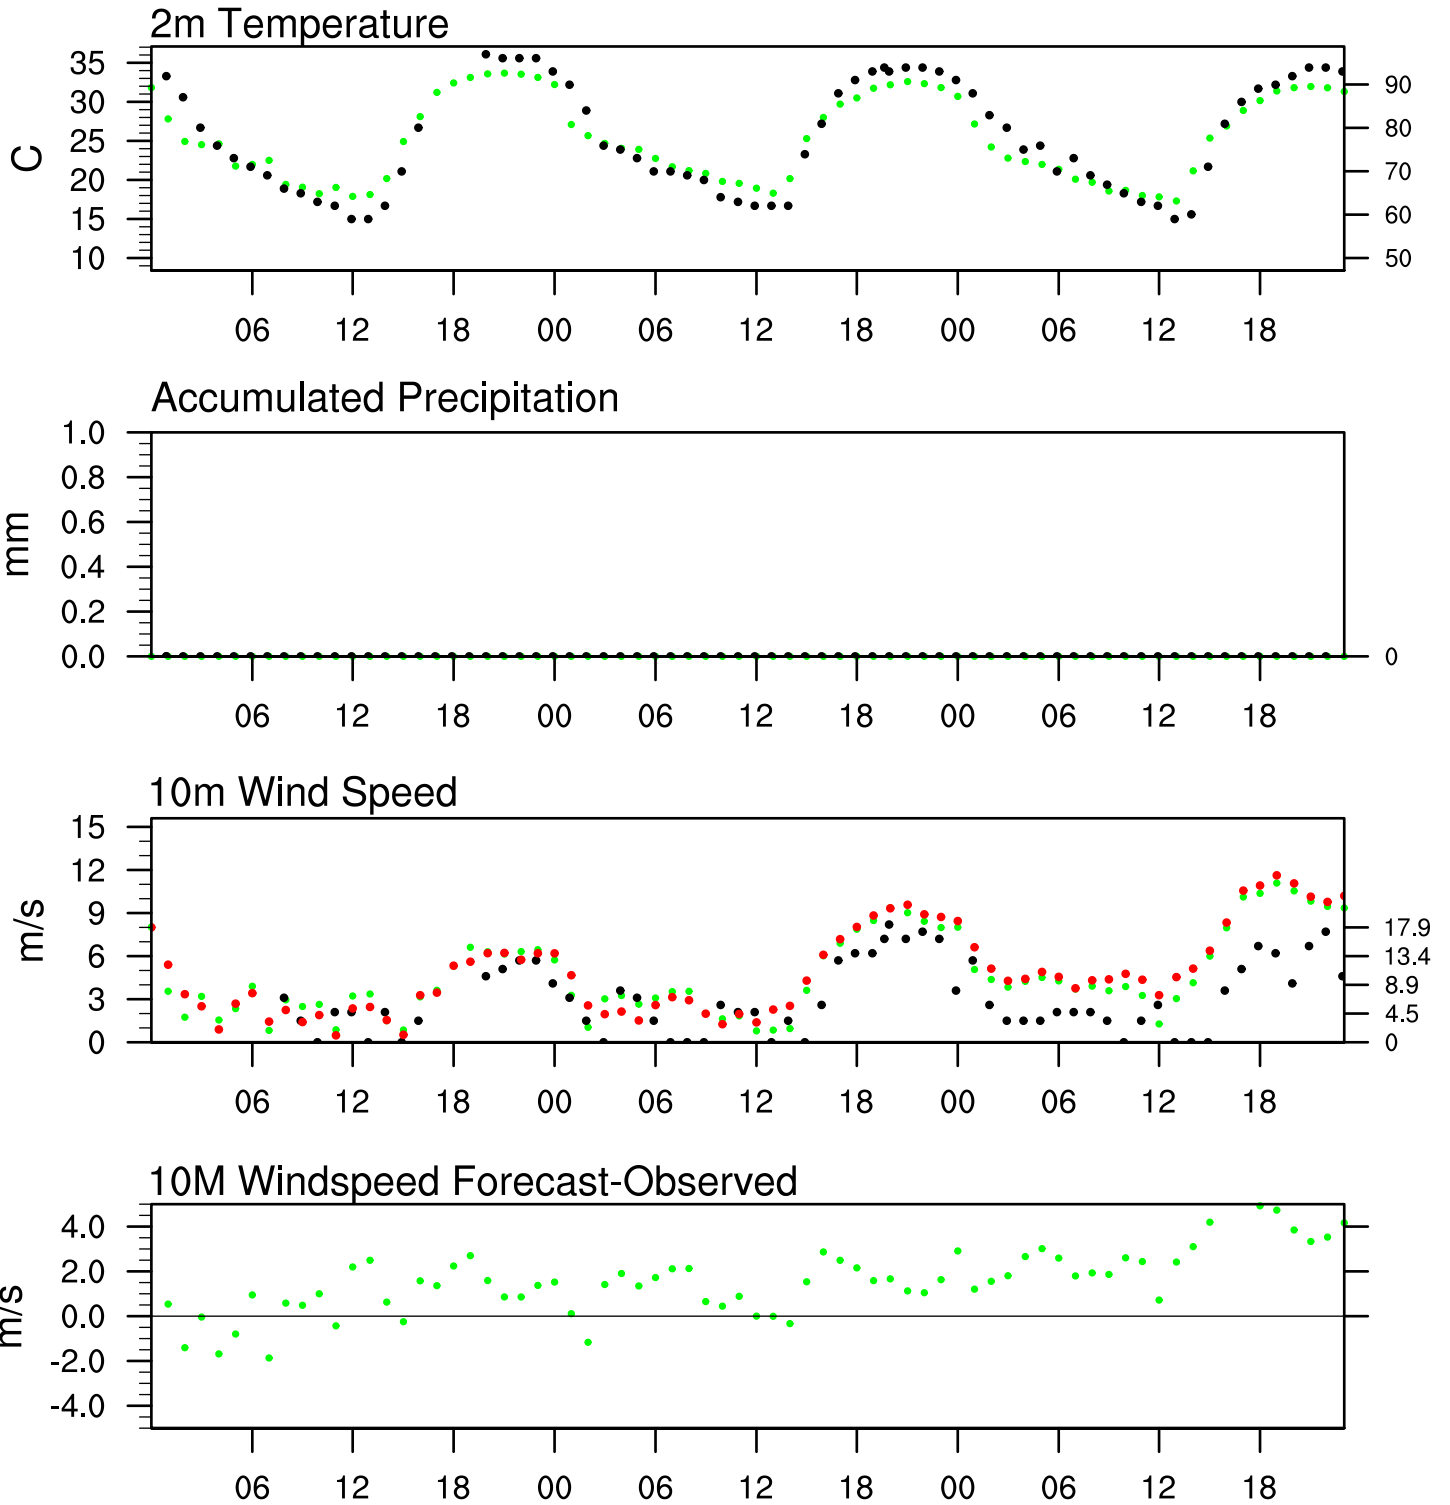 2m Temperature
35
30
25
20
15
10
C
90
80
70
60
50
06 12 18 00 06 12 18 00 06 12 18
Accumulated Precipitation
1.0
0.8
0.6
0.4
0.2
0.0
mm
0
06 12 18 00 06 12 18 00 06 12 18
10m Wind Speed
15
12
9
6
3
0
m/s
17.9
13.4
8.9
4.5
0
06 12 18 00 06 12 18 00 06 12 18
10M Windspeed Forecast-Observed
4.0
2.0
0.0
-2.0
-4.0
m/s
06 12 18 00 06 12 18 00 06 12 18